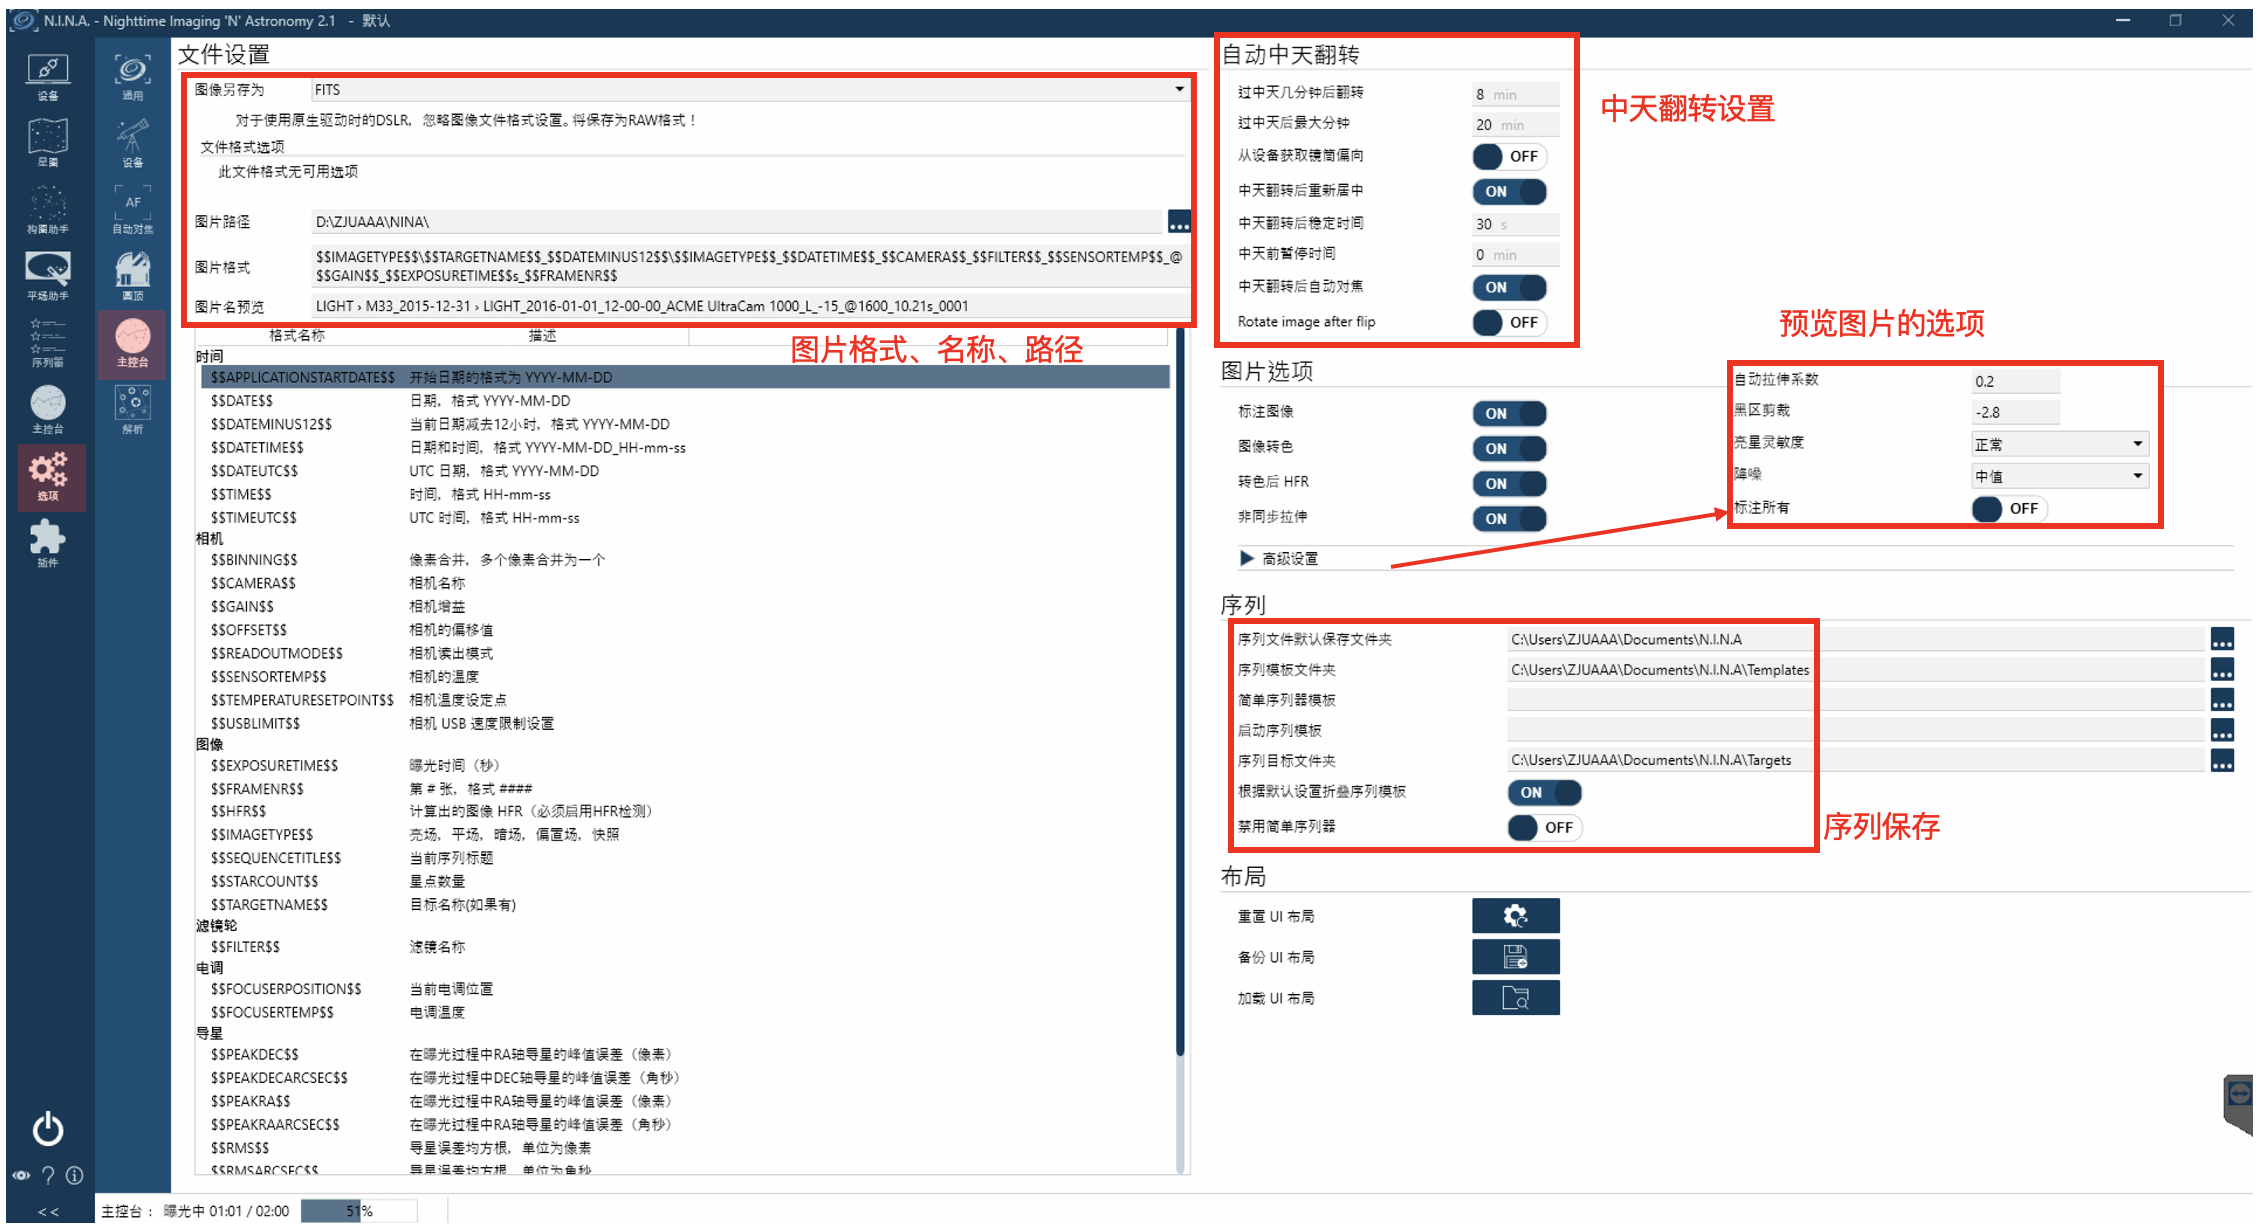 N.I.N.A. - Nighttime Imaging 'N' Astronomy 2.1 - 默认
设备
星图
构图助手
平场助手
序列器
主控台
选项
插件
<<
通用
设备
AF
自动对焦
圆顶
主控台
解析
文件设置
图像另存为 FITS
对于使用原生驱动时的DSLR，忽略图像文件格式设置。将保存为RAW格式！
文件格式选项
此文件格式无可用选项
图片路径 D:\ZJUAAA\NINA\ ...
图片格式 $$IMAGETYPE$$\$$TARGETNAME$$_$$DATEMINUS12$$\$$IMAGETYPE$$_$$DATETIME$$_$$CAMERA$$_$$FILTER$$_$$SENSORTEMP$$_@
$$GAIN$$_$$EXPOSURETIME$$s_$$FRAMENR$$
图片名预览 LIGHT › M33_2015-12-31 › LIGHT_2016-01-01_12-00-00_ACME UltraCam 1000_L_-15_@1600_10.21s_0001
图片格式、名称、路径
格式名称 描述
时间
$$APPLICATIONSTARTDATE$$ 开始日期的格式为 YYYY-MM-DD
$$DATE$$ 日期，格式 YYYY-MM-DD
$$DATEMINUS12$$ 当前日期减去12小时，格式 YYYY-MM-DD
$$DATETIME$$ 日期和时间，格式 YYYY-MM-DD_HH-mm-ss
$$DATEUTC$$ UTC 日期，格式 YYYY-MM-DD
$$TIME$$ 时间，格式 HH-mm-ss
$$TIMEUTC$$ UTC 时间，格式 HH-mm-ss
相机
$$BINNING$$ 像素合并，多个像素合并为一个
$$CAMERA$$ 相机名称
$$GAIN$$ 相机增益
$$OFFSET$$ 相机的偏移值
$$READOUTMODE$$ 相机读出模式
$$SENSORTEMP$$ 相机的温度
$$TEMPERATURESETPOINT$$ 相机温度设定点
$$USBLIMIT$$ 相机 USB 速度限制设置
图像
$$EXPOSURETIME$$ 曝光时间（秒）
$$FRAMENR$$ 第 # 张，格式 ####
$$HFR$$ 计算出的图像 HFR（必须启用HFR检测）
$$IMAGETYPE$$ 亮场，平场，暗场，偏置场，快照
$$SEQUENCETITLE$$ 当前序列标题
$$STARCOUNT$$ 星点数量
$$TARGETNAME$$ 目标名称(如果有)
滤镜轮
$$FILTER$$ 滤镜名称
电调
$$FOCUSERPOSITION$$ 当前电调位置
$$FOCUSERTEMP$$ 电调温度
导星
$$PEAKDEC$$ 在曝光过程中RA轴导星的峰值误差（像素）
$$PEAKDECARCSEC$$ 在曝光过程中DEC轴导星的峰值误差（角秒）
$$PEAKRA$$ 在曝光过程中RA轴导星的峰值误差（像素）
$$PEAKRAARCSEC$$ 在曝光过程中RA轴导星的峰值误差（角秒）
$$RMS$$ 导星误差均方根，单位为像素
$$RMSARCSEC$$ 导星误差均方根，单位为角秒
自动中天翻转
过中天几分钟后翻转 8 min
过中天后最大分钟 20 min
从设备获取镜筒偏向 OFF
中天翻转后重新居中 ON
中天翻转后稳定时间 30 s
中天前暂停时间 0 min
中天翻转后自动对焦 ON
Rotate image after flip OFF
中天翻转设置
图片选项
标注图像 ON
图像转色 ON
转色后 HFR ON
非同步拉伸 ON
高级设置
预览图片的选项
自动拉伸系数 0.2
黑区剪裁 -2.8
亮星灵敏度 正常
降噪 中值
标注所有 OFF
序列
序列文件默认保存文件夹 C:\Users\ZJUAAA\Documents\N.I.N.A ...
序列模板文件夹 C:\Users\ZJUAAA\Documents\N.I.N.A\Templates ...
简单序列器模板 ...
启动序列模板 ...
序列目标文件夹 C:\Users\ZJUAAA\Documents\N.I.N.A\Targets ...
根据默认设置折叠序列模板 ON
禁用简单序列器 OFF
序列保存
布局
重置 UI 布局
备份 UI 布局
加载 UI 布局
主控台： 曝光中 01:01 / 02:00 51%